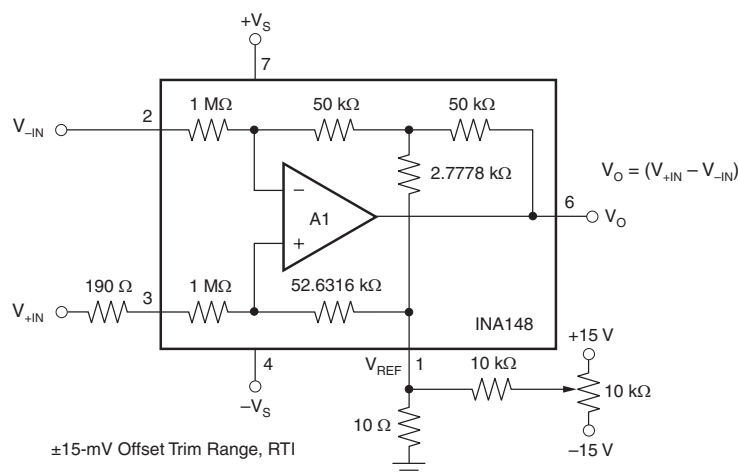 +V_S
7
1 MΩ
50 kΩ
50 kΩ
V_–IN
2
2.7778 kΩ
V_O = (V_+IN – V_–IN)
–
A1
+
6
V_O
190 Ω
1 MΩ
52.6316 kΩ
V_+IN
3
INA148
4
V_REF
1
–V_S
10 kΩ
+15 V
10 kΩ
10 Ω
–15 V
±15-mV Offset Trim Range, RTI